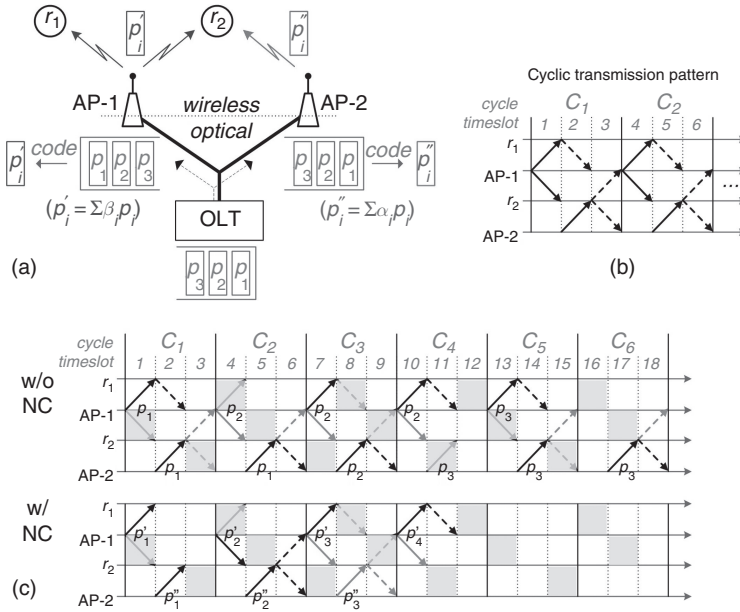 r1 r2 p'i p''i
AP-1 AP-2
wireless
optical
p'i code p1 p2 p3
p3 p2 p1 code p''i
(p'i = Σβipi)
(p''i = Σαipi)
OLT
p3 p2 p1
(a)
Cyclic transmission pattern
cycle C1 C2
timeslot 1 2 3 4 5 6
r1
AP-1
r2
AP-2
...
(b)
cycle C1 C2 C3 C4 C5 C6
timeslot 1 2 3 4 5 6 7 8 9 10 11 12 13 14 15 16 17 18
w/o NC
r1
p1 p2 p2 p2 p3
AP-1
r2
p1 p1 p2 p3 p3 p3
AP-2
w/ NC
r1
p'1 p'2 p'3 p'4
AP-1
r2
p''1 p''2 p''3
AP-2
(c)